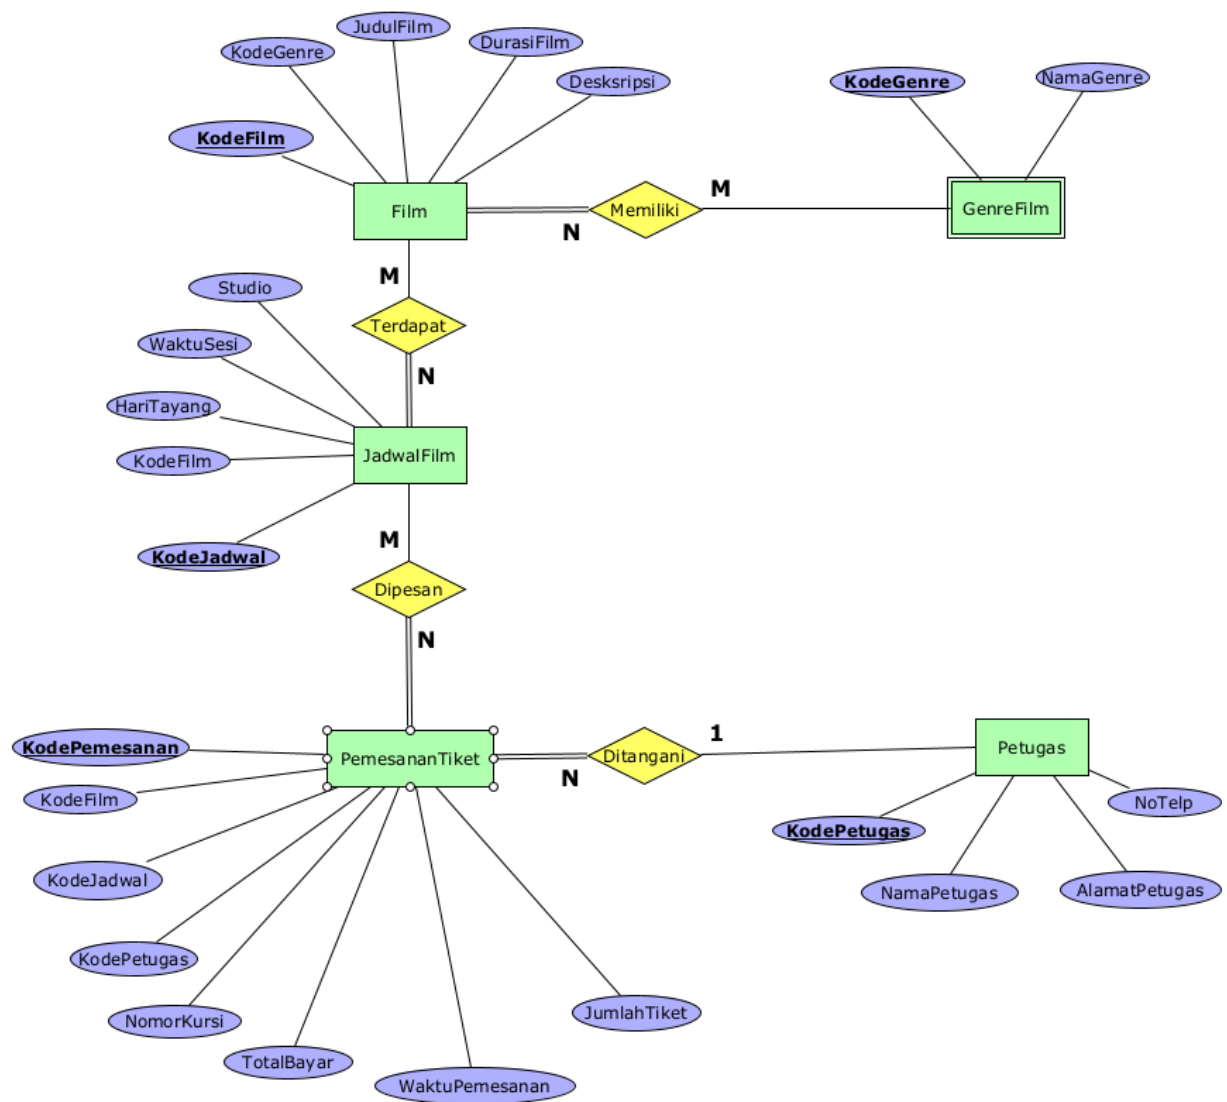 JudulFilm
KodeGenre
DurasiFilm
Desksripsi
KodeFilm
KodeGenre
NamaGenre
Film
N
Memiliki
M
GenreFilm
M
Terdapat
N
Studio
WaktuSesi
HariTayang
KodeFilm
KodeJadwal
JadwalFilm
M
Dipesan
N
KodePemesanan
PemesananTiket
N
Ditangani
1
Petugas
KodeFilm
KodeJadwal
KodePetugas
NomorKursi
TotalBayar
WaktuPemesanan
JumlahTiket
KodePetugas
NamaPetugas
AlamatPetugas
NoTelp